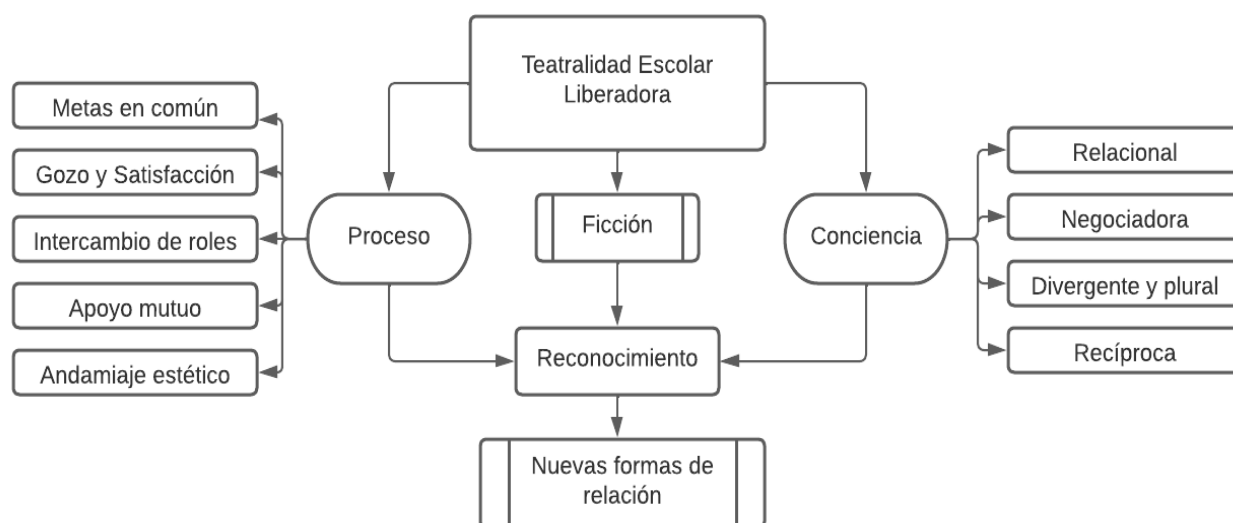 Teatralidad Escolar
Liberadora
Metas en común
Gozo y Satisfacción
Intercambio de roles
Apoyo mutuo
Andamiaje estético
Proceso
Ficción
Conciencia
Relacional
Negociadora
Divergente y plural
Recíproca
Reconocimiento
Nuevas formas de
relación